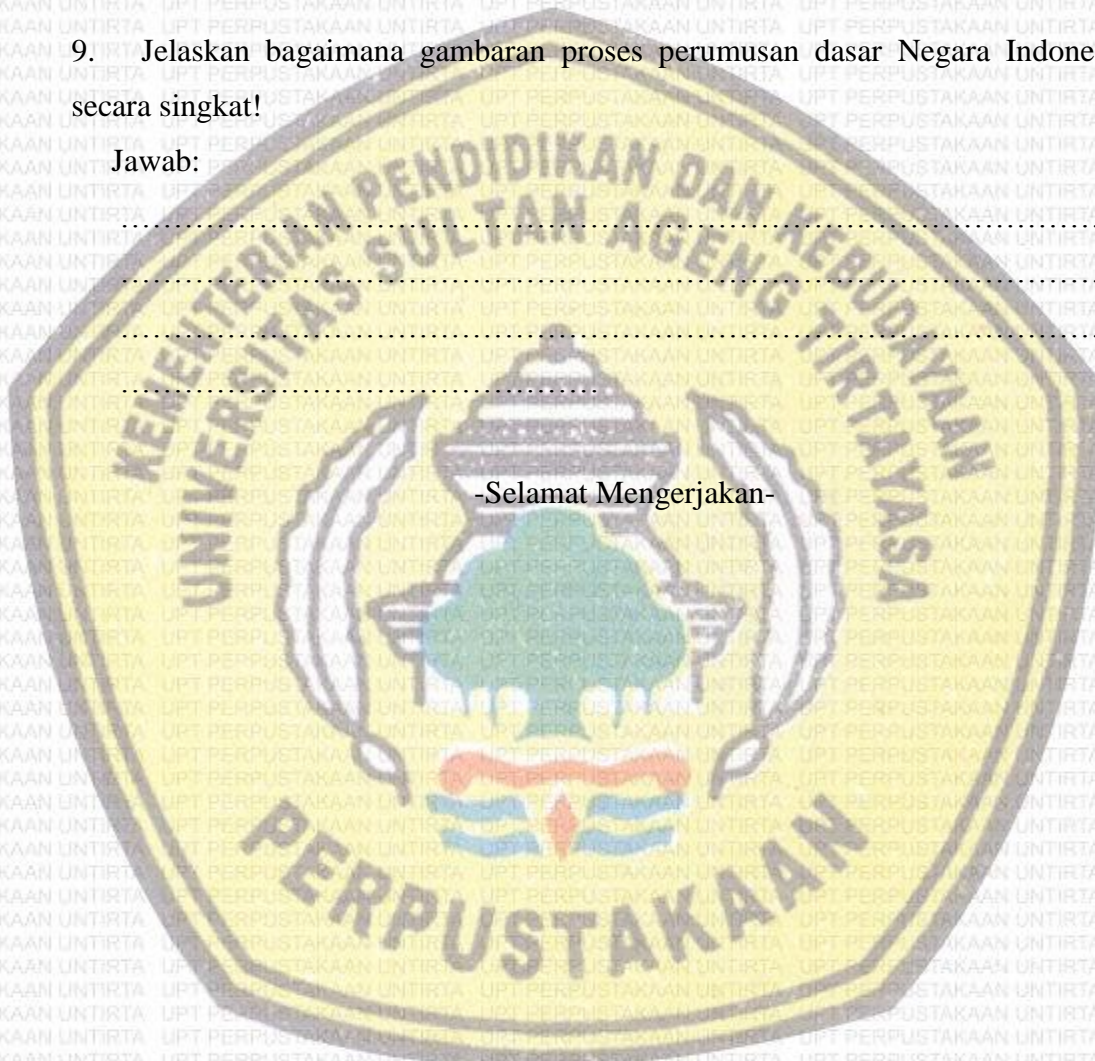 9. Jelaskan bagaimana gambaran proses perumusan dasar Negara Indone
secara singkat!
Jawab:
……………………………………………………………………………
……………………………………………………………………………
……………………………………………………………………………
……………………………………
-Selamat Mengerjakan-
KEMENTERIAN PENDIDIKAN DAN KEBUDAYAAN
UNIVERSITAS SULTAN AGENG TIRTAYASA
PERPUSTAKAAN